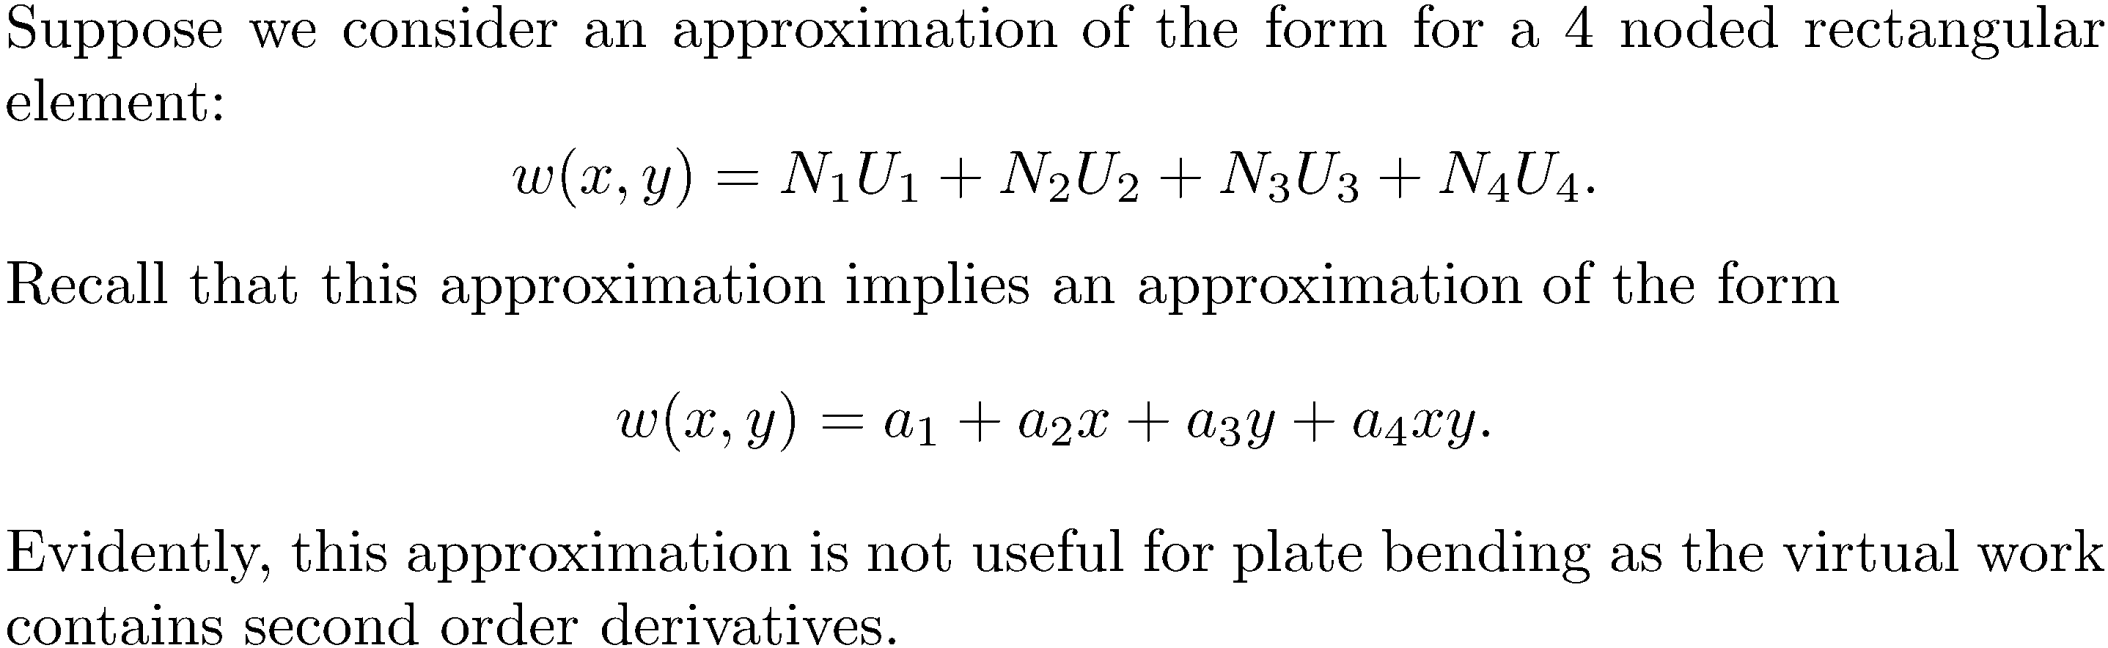 Suppose we consider an approximation of the form for a 4 noded rectangular
element:
w(x, y) = N₁U₁ + N₂U₂ + N₃U₃ + N₄U₄.
Recall that this approximation implies an approximation of the form
w(x, y) = a₁ + a₂x + a₃y + a₄xy.
Evidently, this approximation is not useful for plate bending as the virtual work
contains second order derivatives.